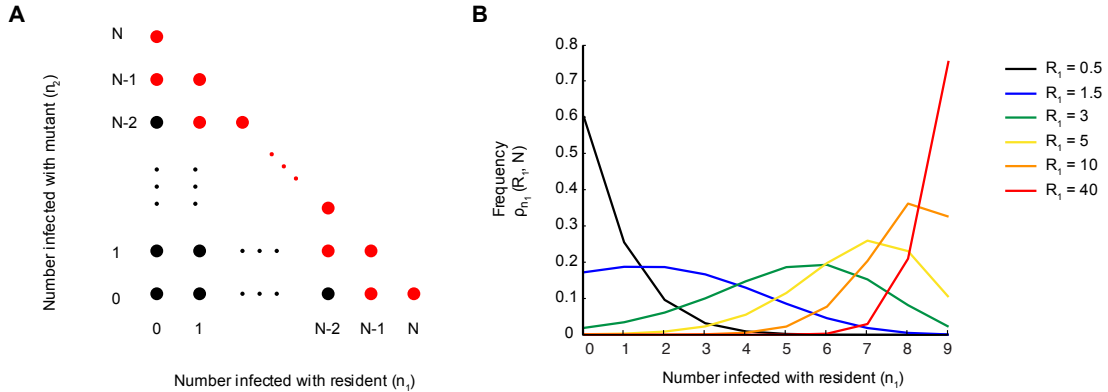 A
N
N-1
N-2
1
0
Number infected with mutant (n₂)
0 1 N-2 N-1 N
Number infected with resident (n₁)
B
0.8
0.7
0.6
0.5
0.4
0.3
0.2
0.1
0
Frequency
ρn₁ (R₁, N)
0 1 2 3 4 5 6 7 8 9
Number infected with resident (n₁)
R₁ = 0.5
R₁ = 1.5
R₁ = 3
R₁ = 5
R₁ = 10
R₁ = 40